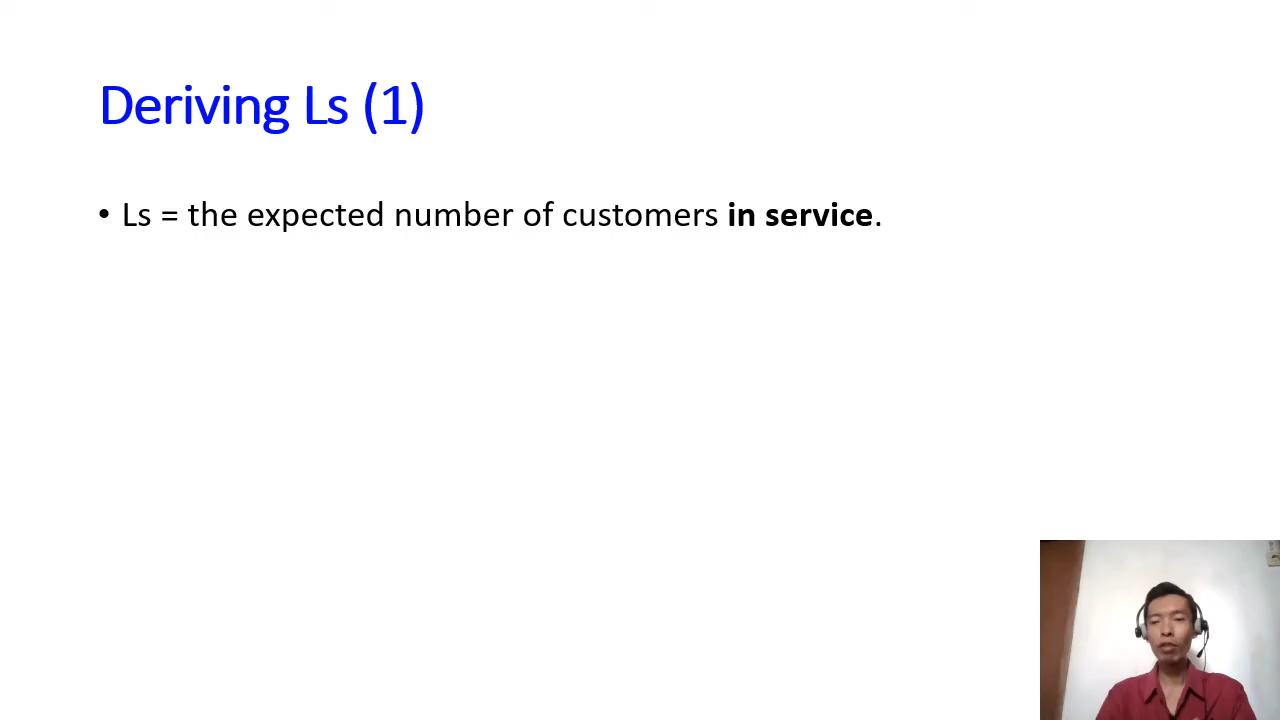 Deriving Ls (1)
• Ls = the expected number of customers in service.